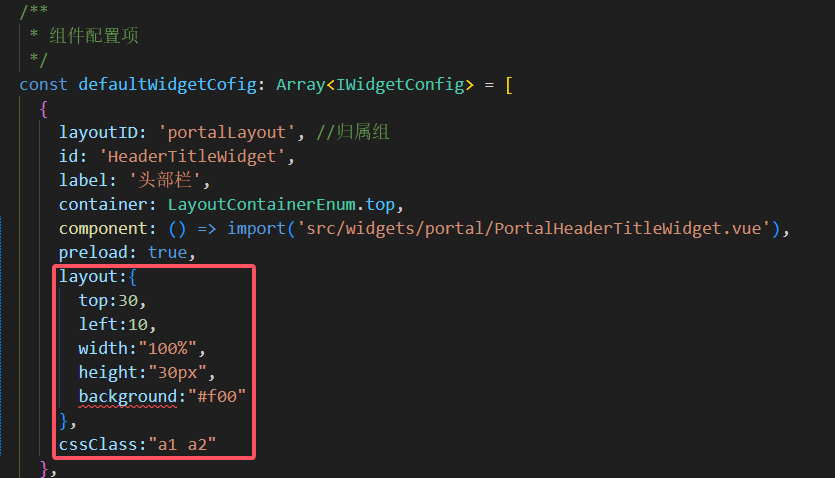 /**
 * 组件配置项
 */
const defaultWidgetCofig: Array<IWidgetConfig> = [
  {
    layoutID: 'portalLayout', //归属组
    id: 'HeaderTitleWidget',
    label: '头部栏',
    container: LayoutContainerEnum.top,
    component: () => import('src/widgets/portal/PortalHeaderTitleWidget.vue'),
    preload: true,
    layout:{
      top:30,
      left:10,
      width:"100%",
      height:"30px",
      background:"#f00"
    },
    cssClass:"a1 a2"
  },